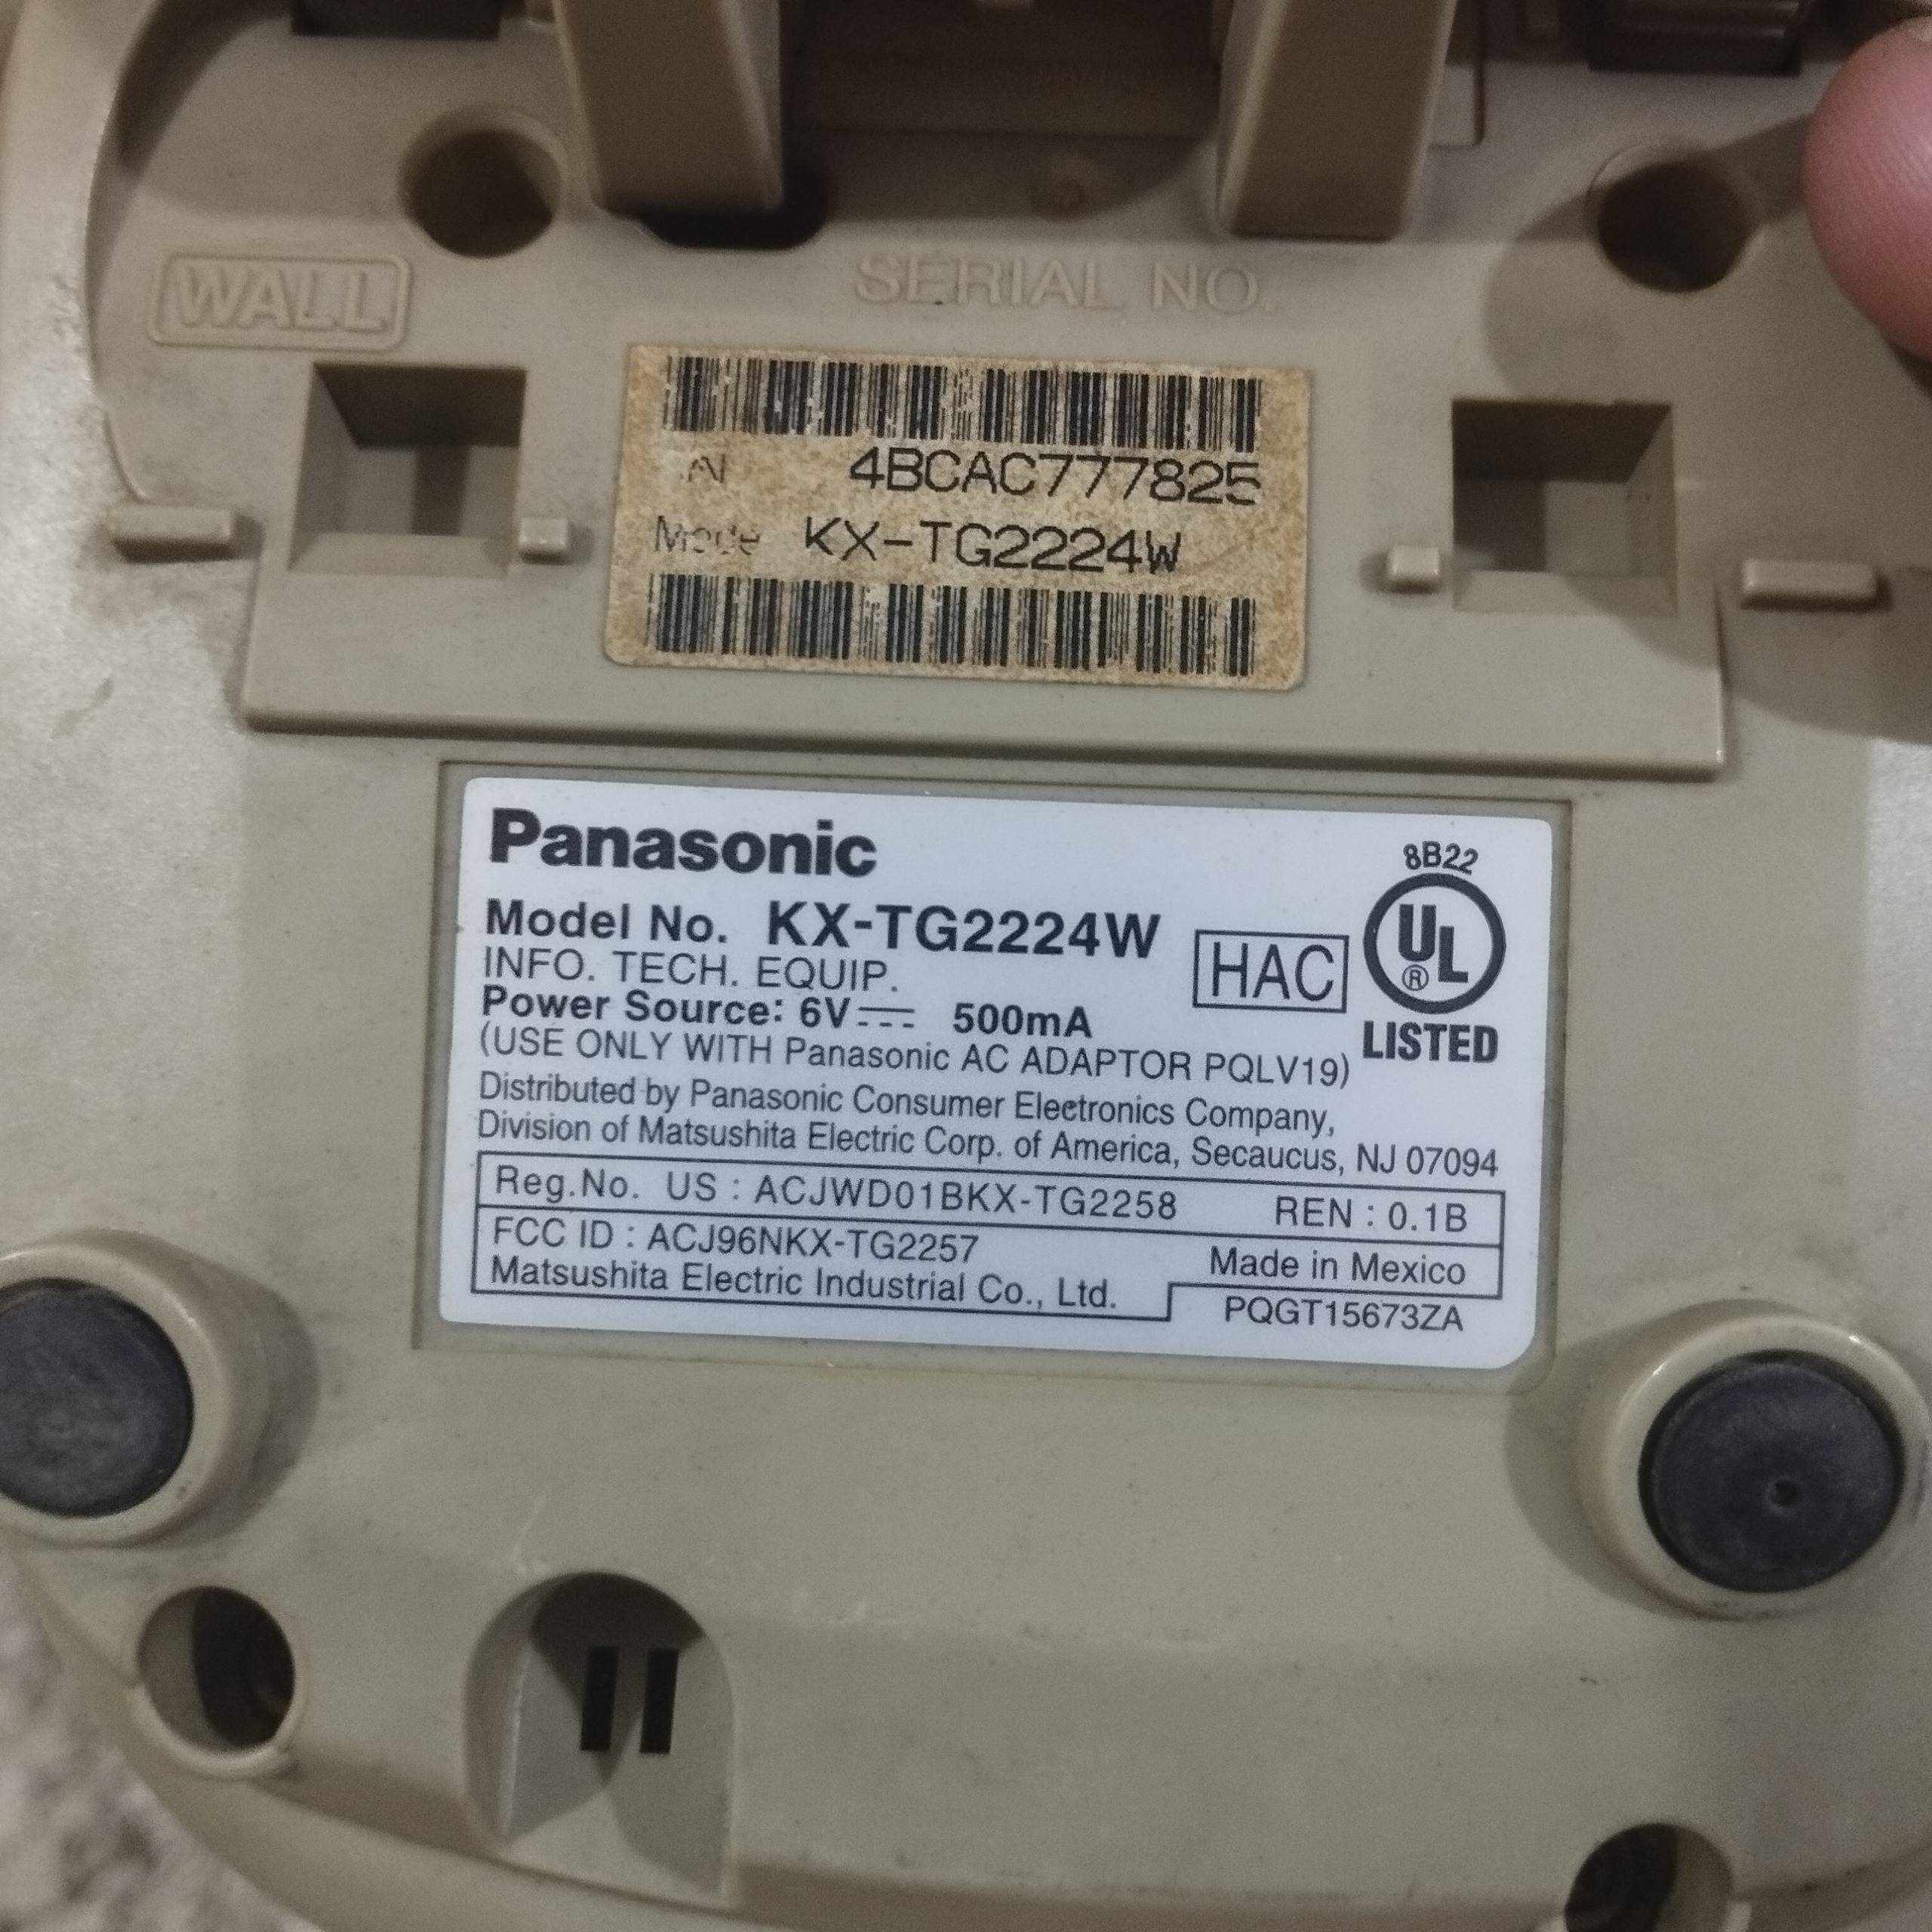 WALL
SERIAL NO.
4BCAC777825
KX-TG2224W
Panasonic
8B22
Model No. KX-TG2224W
HAC
UL
®
LISTED
INFO. TECH. EQUIP.
Power Source: 6V⎓ 500mA
(USE ONLY WITH Panasonic AC ADAPTOR PQLV19)
Distributed by Panasonic Consumer Electronics Company,
Division of Matsushita Electric Corp. of America, Secaucus, NJ 07094
Reg.No. US : ACJWD01BKX-TG2258 REN : 0.1B
FCC ID : ACJ96NKX-TG2257
Made in Mexico
Matsushita Electric Industrial Co., Ltd.
PQGT15673ZA